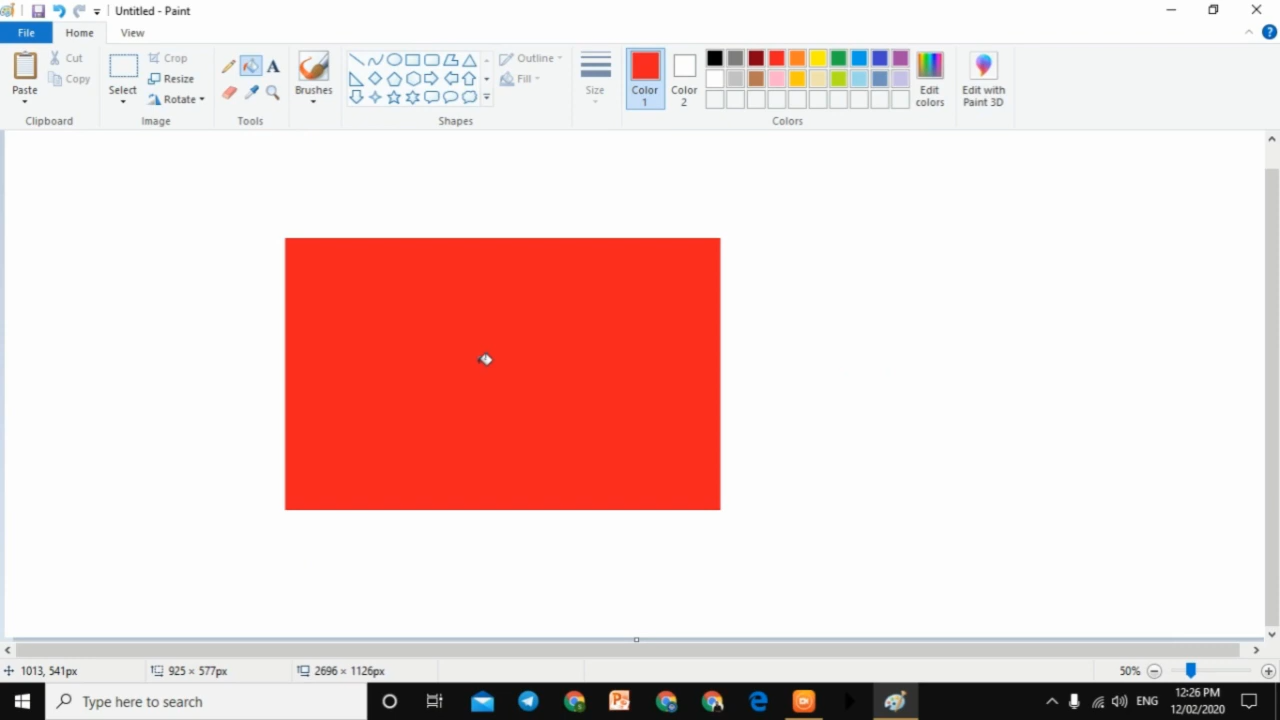 Untitled - Paint
File Home View
Paste
Cut
Copy
Clipboard
Select
Crop
Resize
Rotate
Image
A
Tools
Brushes
Shapes
Outline
Fill
Size
Color 1
Color 2
Edit colors
Colors
Edit with Paint 3D
1013, 541px 925 × 577px 2696 × 1126px 50%
Type here to search
ENG
12:26 PM
12/02/2020